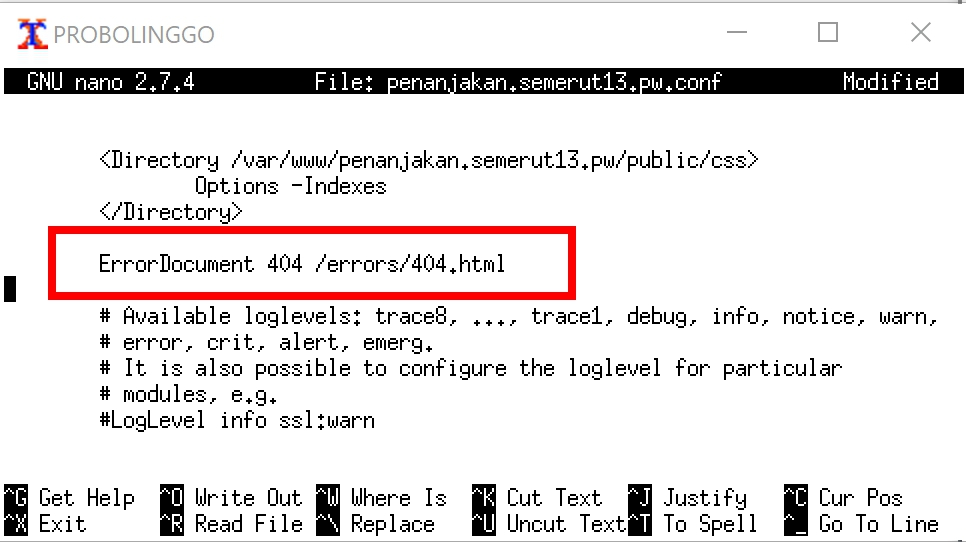 PROBOLINGGO
GNU nano 2.7.4 File: penanjakan.semerut13.pw.conf Modified
<Directory /var/www/penanjakan.semerut13.pw/public/css>
Options -Indexes
</Directory>
ErrorDocument 404 /errors/404.html
# Available loglevels: trace8, ..., trace1, debug, info, notice, warn,
# error, crit, alert, emerg.
# It is also possible to configure the loglevel for particular
# modules, e.g.
#LogLevel info ssl:warn
^G Get Help ^O Write Out ^W Where Is ^K Cut Text ^J Justify ^C Cur Pos
^X Exit ^R Read File ^\ Replace ^U Uncut Text ^T To Spell ^_ Go To Line